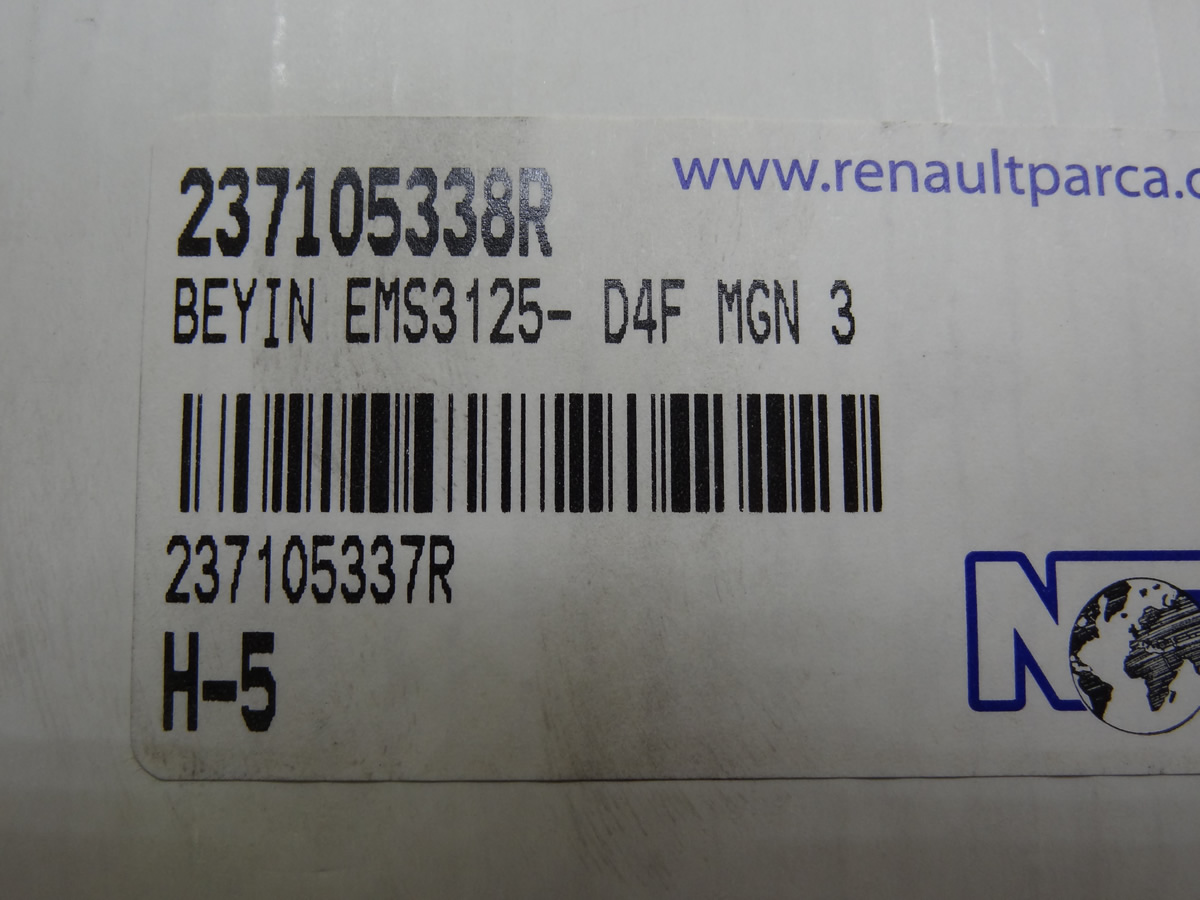 www.renaultparca.c
237105338R
BEYIN EMS3125- D4F MGN 3
237105337R
H-5
N